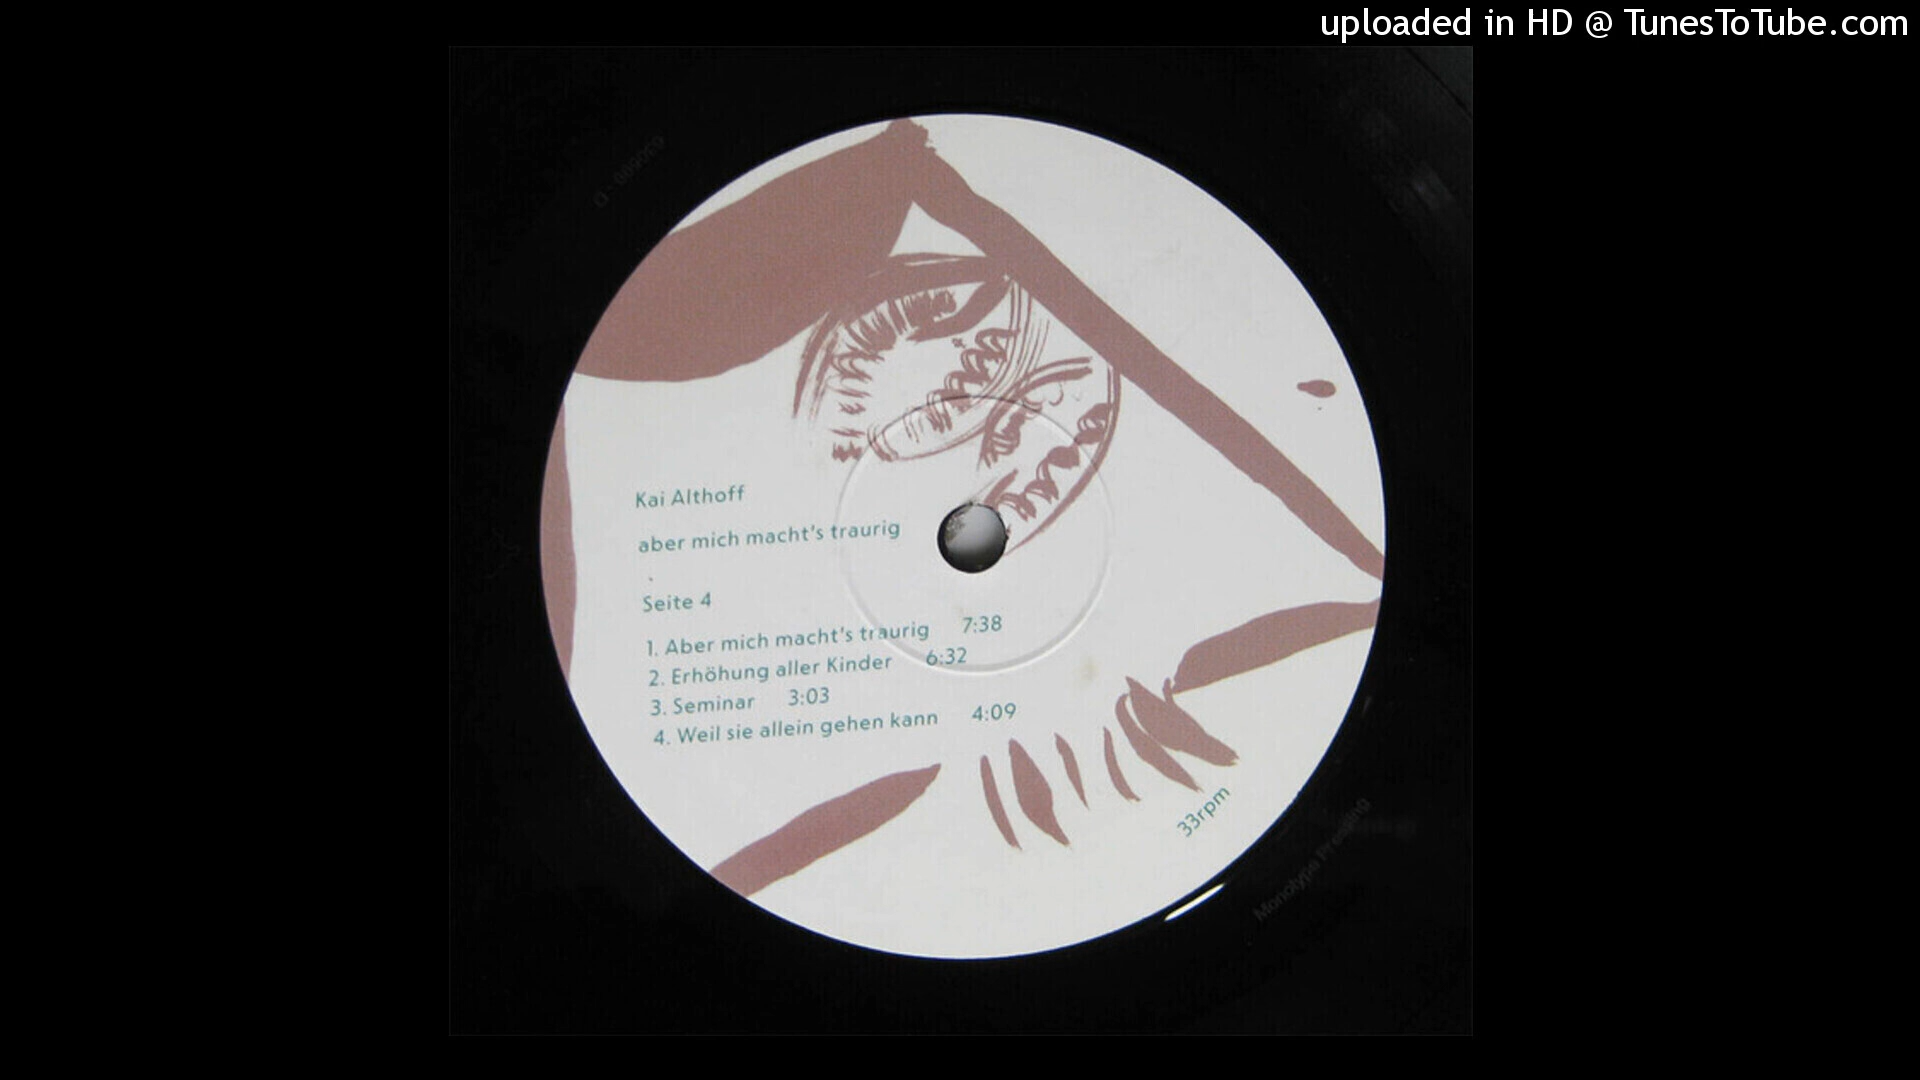 uploaded in HD @ TunesToTube.com
Kai Althoff
aber mich macht's traurig
Seite 4
1. Aber mich macht's traurig 7:38
2. Erhöhung aller Kinder 6:32
3. Seminar 3:03
4. Weil sie allein gehen kann 4:09
33rpm
Monotype Pressing